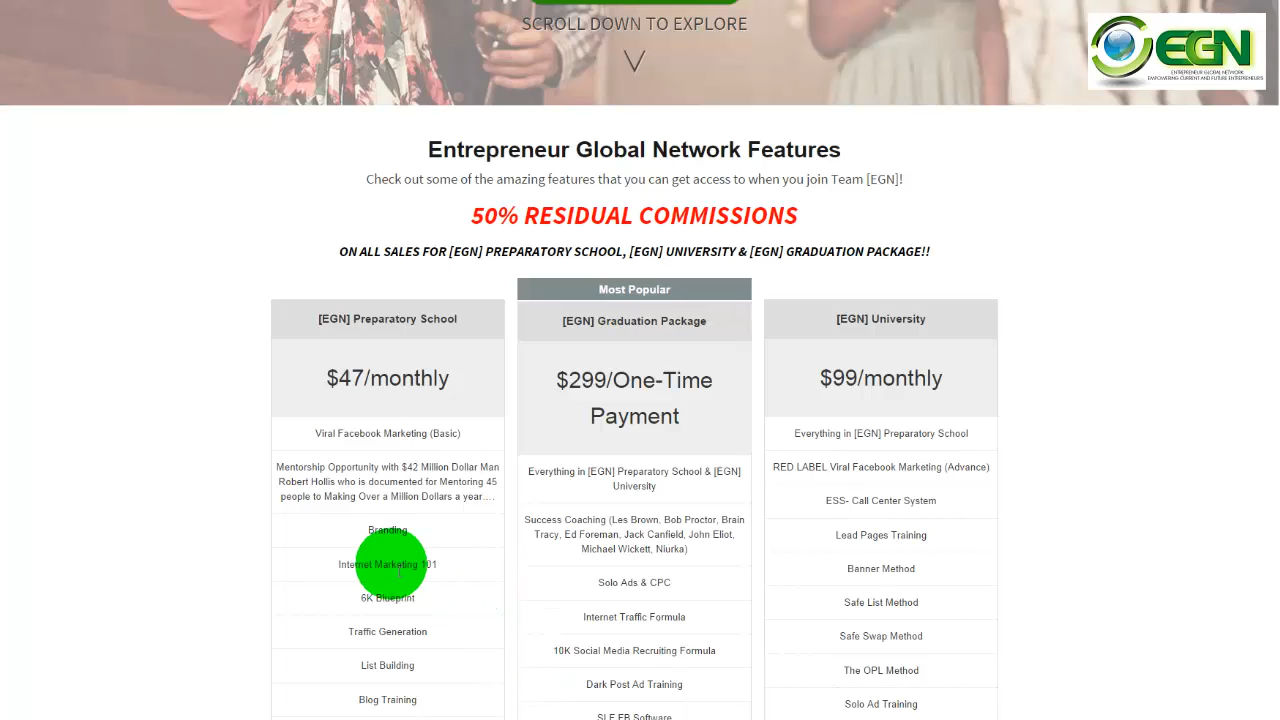 SCROLL DOWN TO EXPLORE
EGN
ENTREPRENEUR GLOBAL NETWORK
EMPOWERING CURRENT AND FUTURE ENTREPRENEURS
Entrepreneur Global Network Features
Check out some of the amazing features that you can get access to when you join Team [EGN]!
50% RESIDUAL COMMISSIONS
ON ALL SALES FOR [EGN] PREPARATORY SCHOOL, [EGN] UNIVERSITY & [EGN] GRADUATION PACKAGE!!
[EGN] Preparatory School
$47/monthly
Viral Facebook Marketing (Basic)
Mentorship Opportunity with $42 Million Dollar Man
Robert Hollis who is documented for Mentoring 45
people to Making Over a Million Dollars a year....
Branding
Internet Marketing 101
6K Blueprint
Traffic Generation
List Building
Blog Training
Most Popular
[EGN] Graduation Package
$299/One-Time
Payment
Everything in [EGN] Preparatory School & [EGN]
University
Success Coaching (Les Brown, Bob Proctor, Brain
Tracy, Ed Foreman, Jack Canfield, John Eliot,
Michael Wickett, Niurka)
Solo Ads & CPC
Internet Traffic Formula
10K Social Media Recruiting Formula
Dark Post Ad Training
SLF FB Software
[EGN] University
$99/monthly
Everything in [EGN] Preparatory School
RED LABEL Viral Facebook Marketing (Advance)
ESS- Call Center System
Lead Pages Training
Banner Method
Safe List Method
Safe Swap Method
The OPL Method
Solo Ad Training